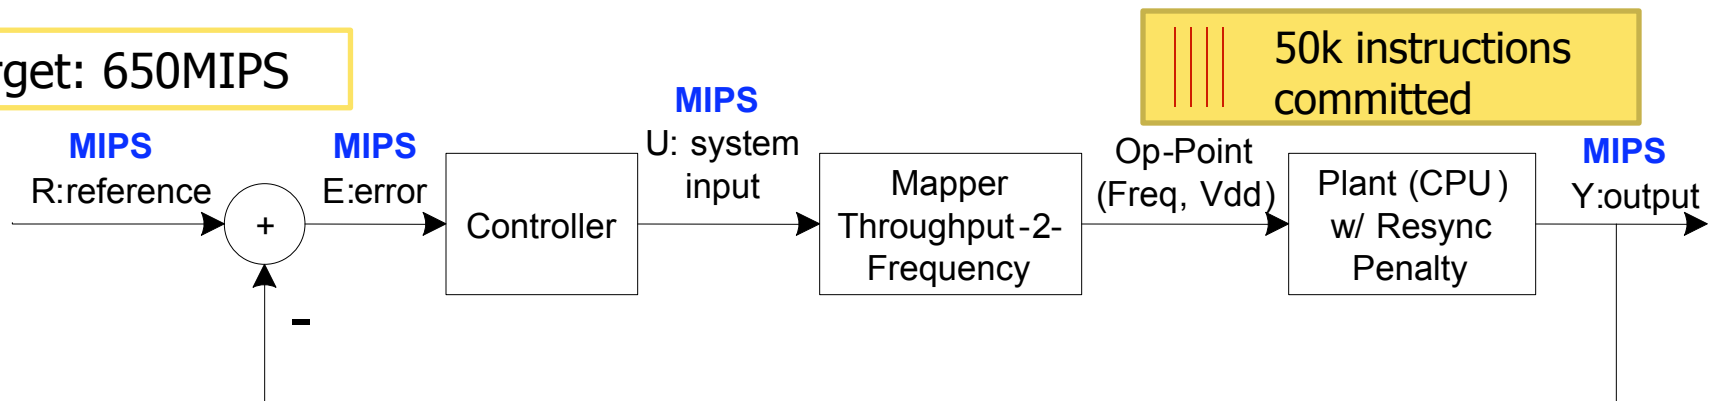 rget: 650MIPS
50k instructions
committed
MIPS
R:reference
+
-
MIPS
E:error
Controller
MIPS
U: system
input
Mapper
Throughput-2-
Frequency
Op-Point
(Freq, Vdd)
Plant (CPU)
w/ Resync
Penalty
MIPS
Y:output